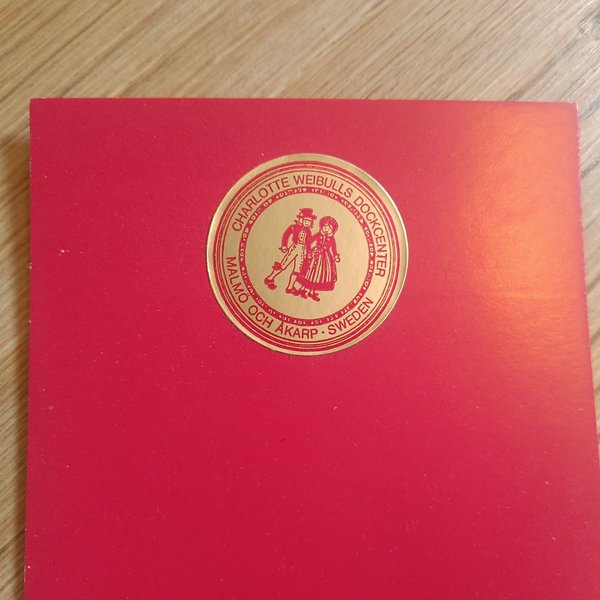 CHARLOTTE WEIBULLS DOCKCENTER
MALMÖ OCH ÅKARP · SWEDEN